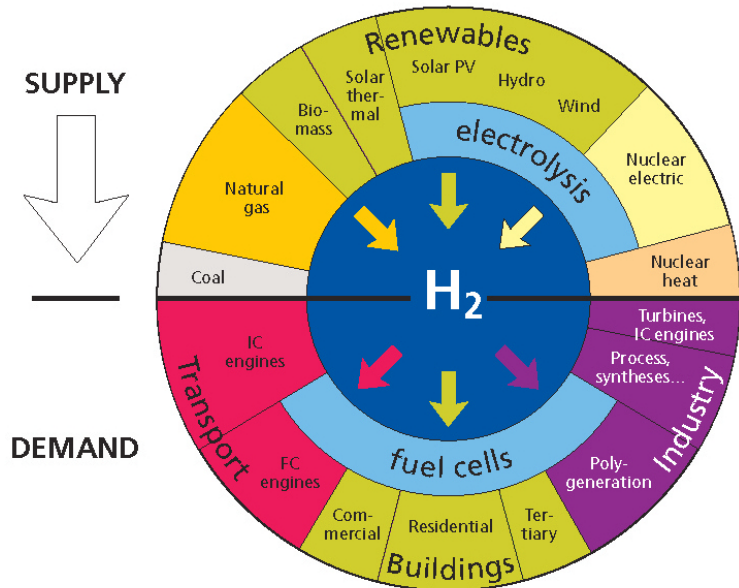 SUPPLY
Renewables
Solar PV
Hydro
Wind
Solar
ther-
mal
Bio-
mass
electrolysis
Nuclear
electric
Natural
gas
Coal
Nuclear
heat
H2
Turbines,
IC engines
Process,
syntheses...
Industry
IC
engines
Transport
DEMAND
FC
engines
fuel cells
Poly-
generation
Com-
mercial
Residential
Ter-
tiary
Buildings